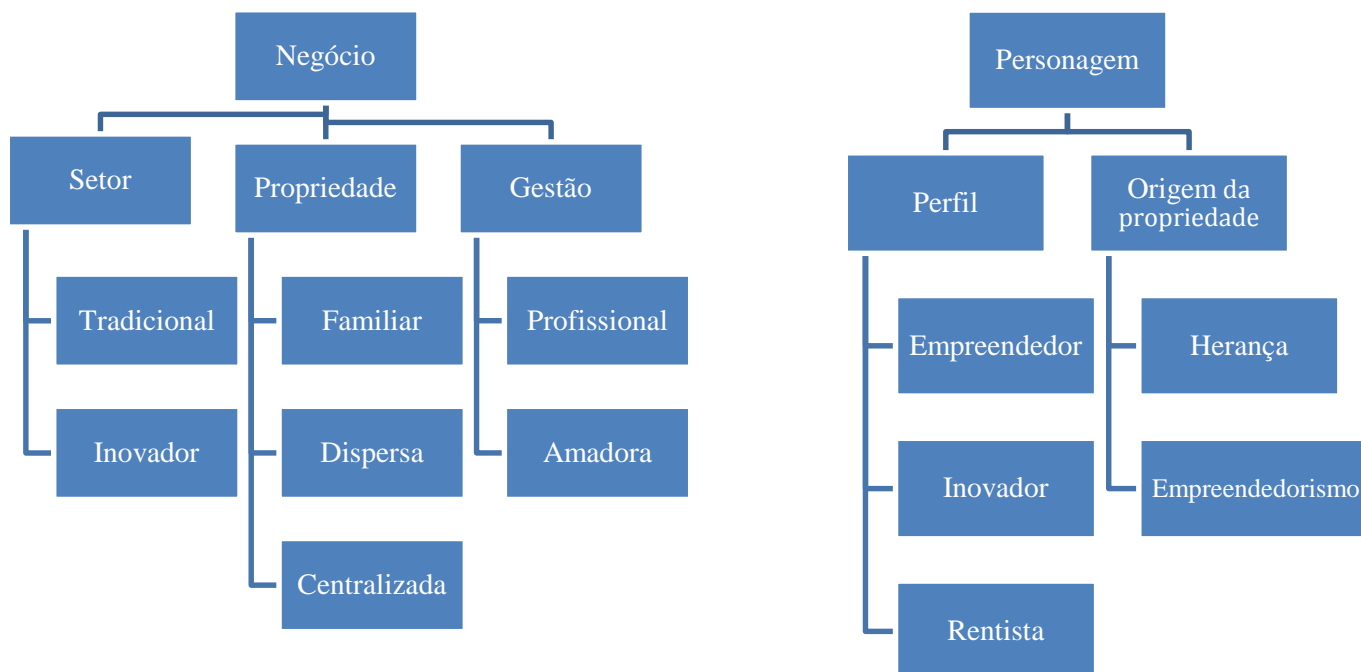 Negócio
Setor
Propriedade
Gestão
Tradicional
Familiar
Profissional
Inovador
Dispersa
Amadora
Centralizada
Personagem
Perfil
Origem da
propriedade
Empreendedor
Herança
Inovador
Empreendedorismo
Rentista